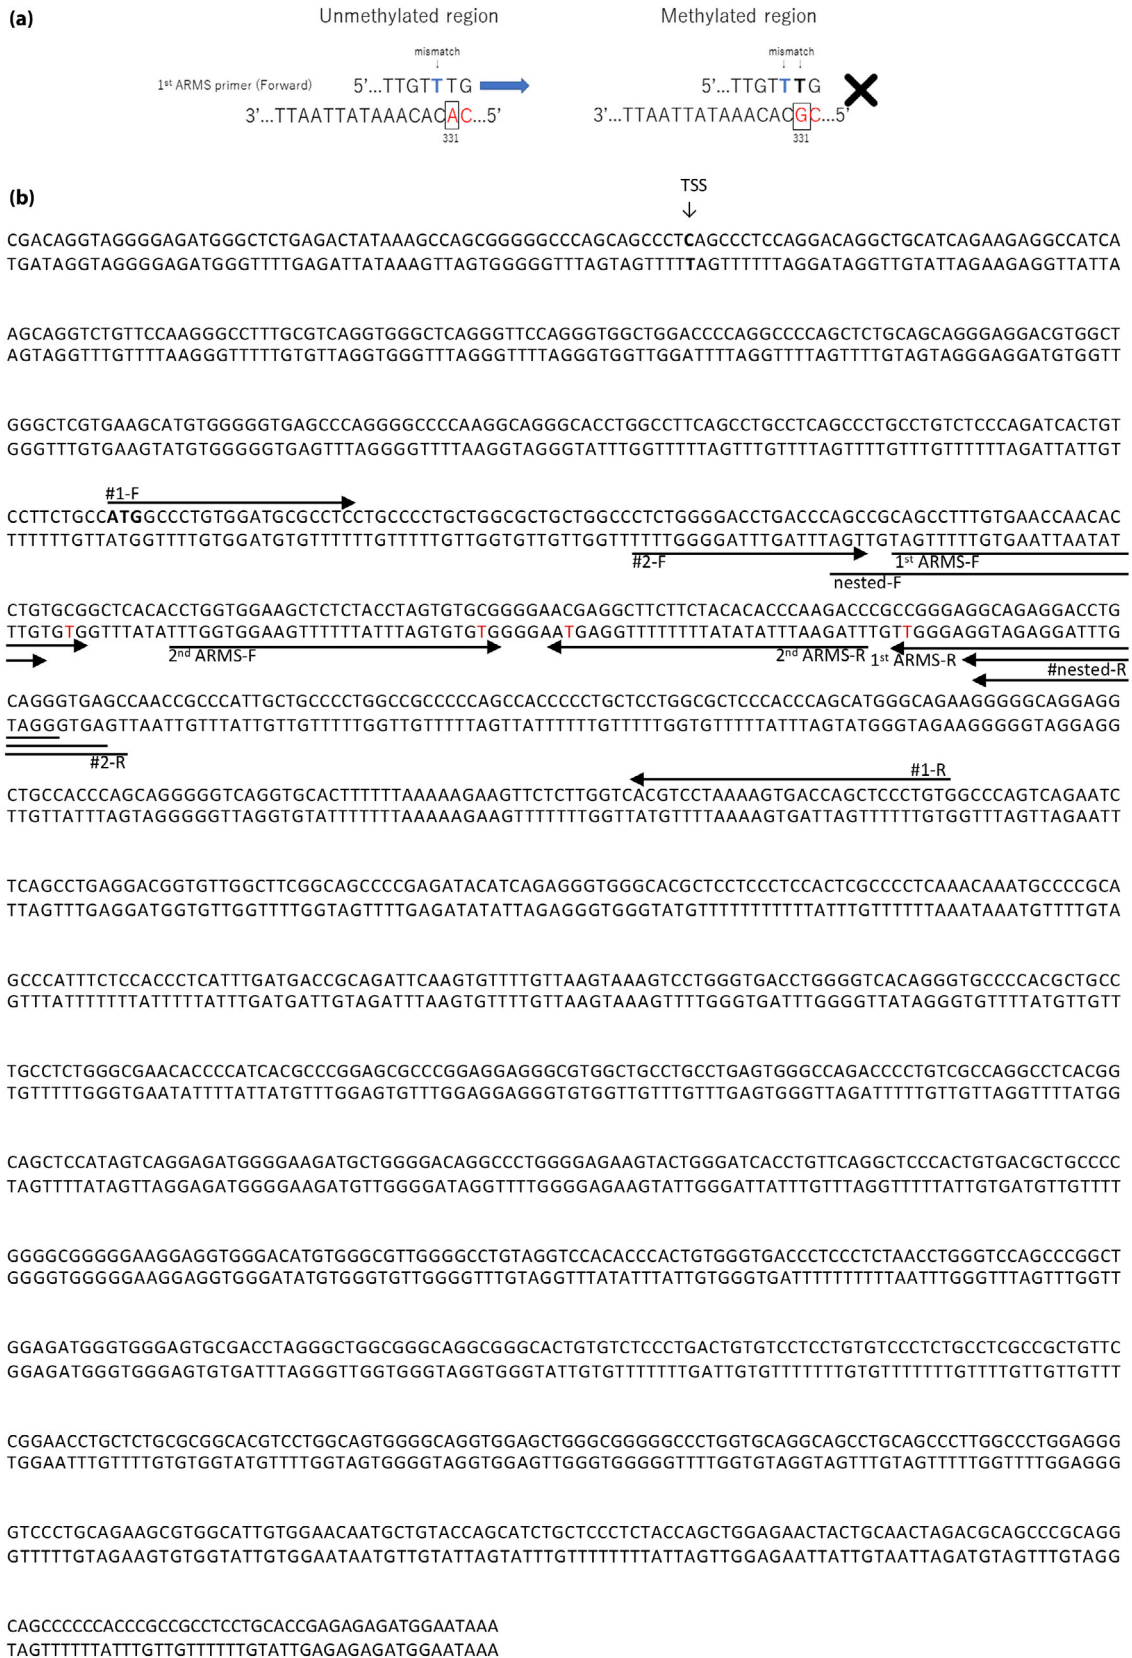 (a)
Unmethylated region
Methylated region
mismatch
mismatch
1st ARMS primer (Forward)
5’...TTGTTTG
5’...TTGTTTG
3’...TTAATTATAAACACAC...5’
3’...TTAATTATAAACACGC...5’
331
331
(b)
TSS
CGACAGGTAGGGGAGATGGGCTCTGAGACTATAAAGCCAGCGGGGGCCCAGCAGCCCTCAGCCCTCCAGGACAGGCTGCATCAGAAGAGGCCATCA
TGATAGGTAGGGGAGATGGGTTTTGAGATTATAAAGTTAGTGGGGGTTTAGTAGTTTTTAGTTTTTTAGGATAGGTTGTATTAGAAGAGGTTATTA
AGCAGGTCTGTTCCAAGGGCCTTTGCGTCAGGTGGGCTCAGGGTTCCAGGGTGGCTGGACCCCAGGCCCCAGCTCTGCAGCAGGGAGGACGTGGCT
AGTAGGTTTGTTTTAAGGGTTTTTGTGTTAGGTGGGTTTAGGGTTTTAGGGTGGTTGGATTTTAGGTTTTAGTTTTGTAGTAGGGAGGATGTGGTT
GGGCTCGTGAAGCATGTGGGGGTGAGCCCAGGGGCCCCAAGGCAGGGCACCTGGCCTTCAGCCTGCCTCAGCCCTGCCTGTCTCCCAGATCACTGT
GGGTTTGTGAAGTATGTGGGGGTGAGTTTAGGGGTTTTAAGGTAGGGTATTTGGTTTTTAGTTTGTTTTAGTTTTGTTTGTTTTTTAGATTATTGT
#1-F
CCTTCTGCCATGGCCCTGTGGATGCGCCTCCTGCCCCTGCTGGCGCTGCTGGCCCTCTGGGGACCTGACCCAGCCGCAGCCTTTGTGAACCAACAC
TTTTTTGTTATGGTTTTGTGGATGTGTTTTTTGTTTTTGTTGGTGTTGTTGGTTTTTTGGGGATTTGATTTAGTTGTAGTTTTTGTGAATTAATAT
#2-F
1st ARMS-F
nested-F
CTGTGCGGCTCACACCTGGTGGAAGCTCTCTACCTAGTGTGCGGGGAACGAGGCTTCTTCTACACACCCAAGACCCGCCGGGAGGCAGAGGACCTG
TTGTGTGGTTTATATTTGGTGGAAGTTTTTTATTTAGTGTGTGGGGAATGAGGTTTTTTTTATATATTTAAGATTTGTTGGGAGGTAGAGGATTTG
2nd ARMS-F
2nd ARMS-R
1st ARMS-R
#nested-R
CAGGGTGAGCCAACCGCCCATTGCTGCCCCTGGCCGCCCCCAGCCACCCCCTGCTCCTGGCGCTCCCACCCAGCATGGGCAGAAGGGGGCAGGAGG
TAGGGTGAGTTAATTGTTTATTGTTGTTTTTGGTTGTTTTTAGTTATTTTTTGTTTTTGGTGTTTTTATTTAGTATGGGTAGAAGGGGGTAGGAGG
#2-R
#1-R
CTGCCACCCAGCAGGGGGTCAGGTGCACTTTTTTAAAAAGAAGTTCTCTTGGTCACGTCCTAAAAGTGACCAGCTCCCTGTGGCCCAGTCAGAATC
TTGTTATTTAGTAGGGGGTTAGGTGTATTTTTTTAAAAAGAAGTTTTTTTGGTTATGTTTTAAAAGTGATTAGTTTTTTGTGGTTTAGTTAGAATT
TCAGCCTGAGGACGGTGTTGGCTTCGGCAGCCCCGAGATACATCAGAGGGTGGGCACGCTCCTCCCTCCACTCGCCCCTCAAACAAATGCCCCGCA
TTAGTTTGAGGATGGTGTTGGTTTTGGTAGTTTTGAGATATATTAGAGGGTGGGTATGTTTTTTTTTTTATTTGTTTTTTAAATAAATGTTTTGTA
GCCCATTTCTCCACCCTCATTTGATGACCGCAGATTCAAGTGTTTTGTTAAGTAAAGTCCTGGGTGACCTGGGGTCACAGGGTGCCCCACGCTGCC
GTTTATTTTTTTATTTTTATTTGATGATTGTAGATTTAAGTGTTTTGTTAAGTAAAGTTTTGGGTGATTTGGGGTTATAGGGTGTTTTATGTTGTT
TGCCTCTGGGCGAACACCCCATCACGCCCGGAGCGCCCGGAGGAGGGCGTGGCTGCCTGCCTGAGTGGGCCAGACCCCTGTCGCCAGGCCTCACGG
TGTTTTTGGGTGAATATTTTATTATGTTTGGAGTGTTTGGAGGAGGGTGTGGTTGTTTGTTTGAGTGGGTTAGATTTTTGTTGTTAGGTTTTATGG
CAGCTCCATAGTCAGGAGATGGGGAAGATGCTGGGGACAGGCCCTGGGGAGAAGTACTGGGATCACCTGTTCAGGCTCCCACTGTGACGCTGCCCC
TAGTTTTATAGTTAGGAGATGGGGAAGATGTTGGGGATAGGTTTTGGGGAGAAGTATTGGGATTATTTGTTTAGGTTTTTATTGTGATGTTGTTTT
GGGGCGGGGGAAGGAGGTGGGACATGTGGGCGTTGGGGCCTGTAGGTCCACACCCACTGTGGGTGACCCTCCCTCTAACCTGGGTCCAGCCCGGCT
GGGGTGGGGGAAGGAGGTGGGATATGTGGGTGTTGGGGTTTGTAGGTTTATATTTATTGTGGGTGATTTTTTTTTTAATTTGGGTTTAGTTTGGTT
GGAGATGGGTGGGAGTGCGACCTAGGGCTGGCGGGCAGGCGGGCACTGTGTCTCCCTGACTGTGTCCTCCTGTGTCCCTCTGCCTCGCCGCTGTTC
GGAGATGGGTGGGAGTGTGATTTAGGGTTGGTGGGTAGGTGGGTATTGTGTTTTTTTGATTGTGTTTTTTTGTGTTTTTTTGTTTTGTTGTTGTTT
CGGAACCTGCTCTGCGCGGCACGTCCTGGCAGTGGGGCAGGTGGAGCTGGGCGGGGGCCCTGGTGCAGGCAGCCTGCAGCCCTTGGCCCTGGAGGG
TGGAATTTGTTTTGTGTGGTATGTTTTGGTAGTGGGGTAGGTGGAGTTGGGTGGGGGTTTTGGTGTAGGTAGTTTGTAGTTTTTGGTTTTGGAGGG
GTCCCTGCAGAAGCGTGGCATTGTGGAACAATGCTGTACCAGCATCTGCTCCCTCTACCAGCTGGAGAACTACTGCAACTAGACGCAGCCCGCAGG
GTTTTTGTAGAAGTGTGGTATTGTGGAATAATGTTGTATTAGTATTTGTTTTTTTTATTAGTTGGAGAATTATTGTAATTAGATGTAGTTTGTAGG
CAGCCCCCCACCCGCCGCCTCCTGCACCGAGAGAGATGGAATAAA
TAGTTTTTTATTTGTTGTTTTTTGTATTGAGAGAGATGGAATAAA